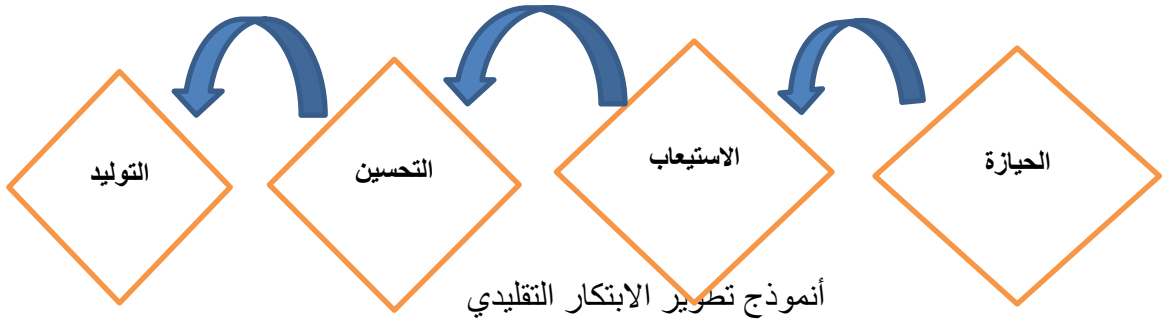 الحيازة
الاستيعاب
التحسين
التوليد
أنموذج تطوير الابتكار التقليدي